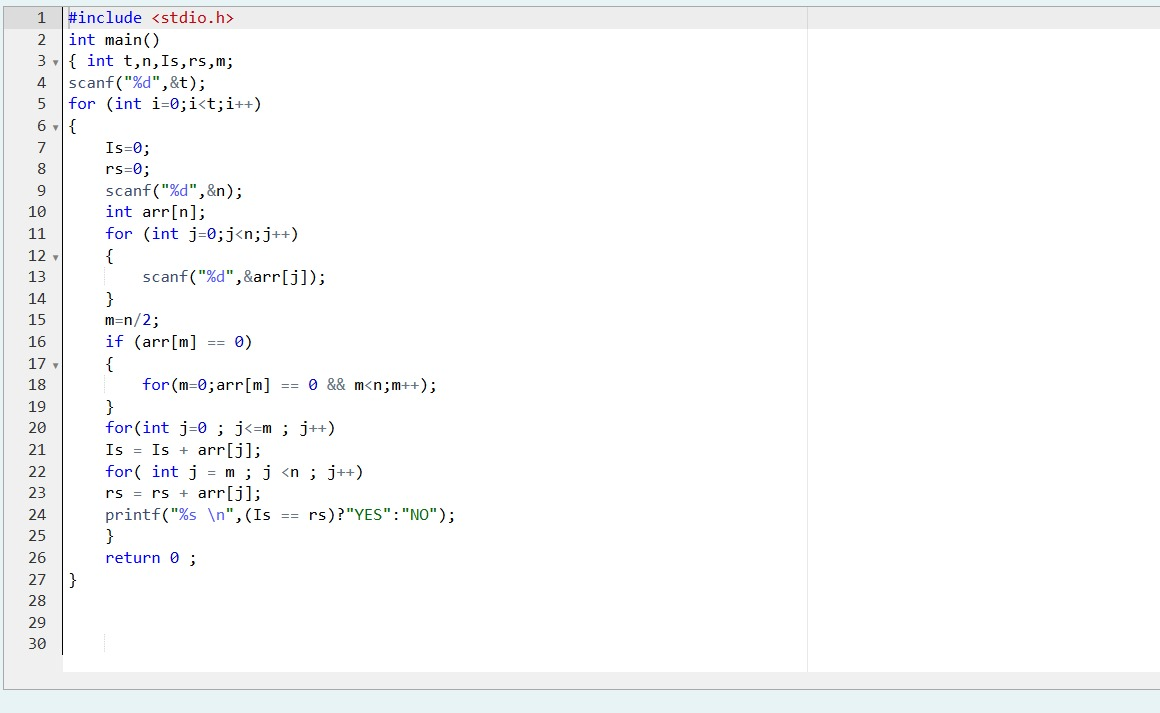 1 #include <stdio.h>
2 int main()
3 { int t,n,Is,rs,m;
4 scanf("%d",&t);
5 for (int i=0;i<t;i++)
6 {
7     Is=0;
8     rs=0;
9     scanf("%d",&n);
10     int arr[n];
11     for (int j=0;j<n;j++)
12     {
13         scanf("%d",&arr[j]);
14     }
15     m=n/2;
16     if (arr[m] == 0)
17     {
18         for(m=0;arr[m] == 0 && m<n;m++);
19     }
20     for(int j=0 ; j<=m ; j++)
21     Is = Is + arr[j];
22     for( int j = m ; j <n ; j++)
23     rs = rs + arr[j];
24     printf("%s \n",(Is == rs)?"YES":"NO");
25     }
26     return 0 ;
27 }
28
29
30